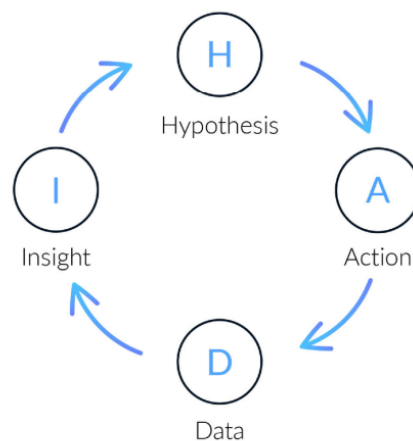 H
Hypothesis
I
A
Insight
Action
D
Data